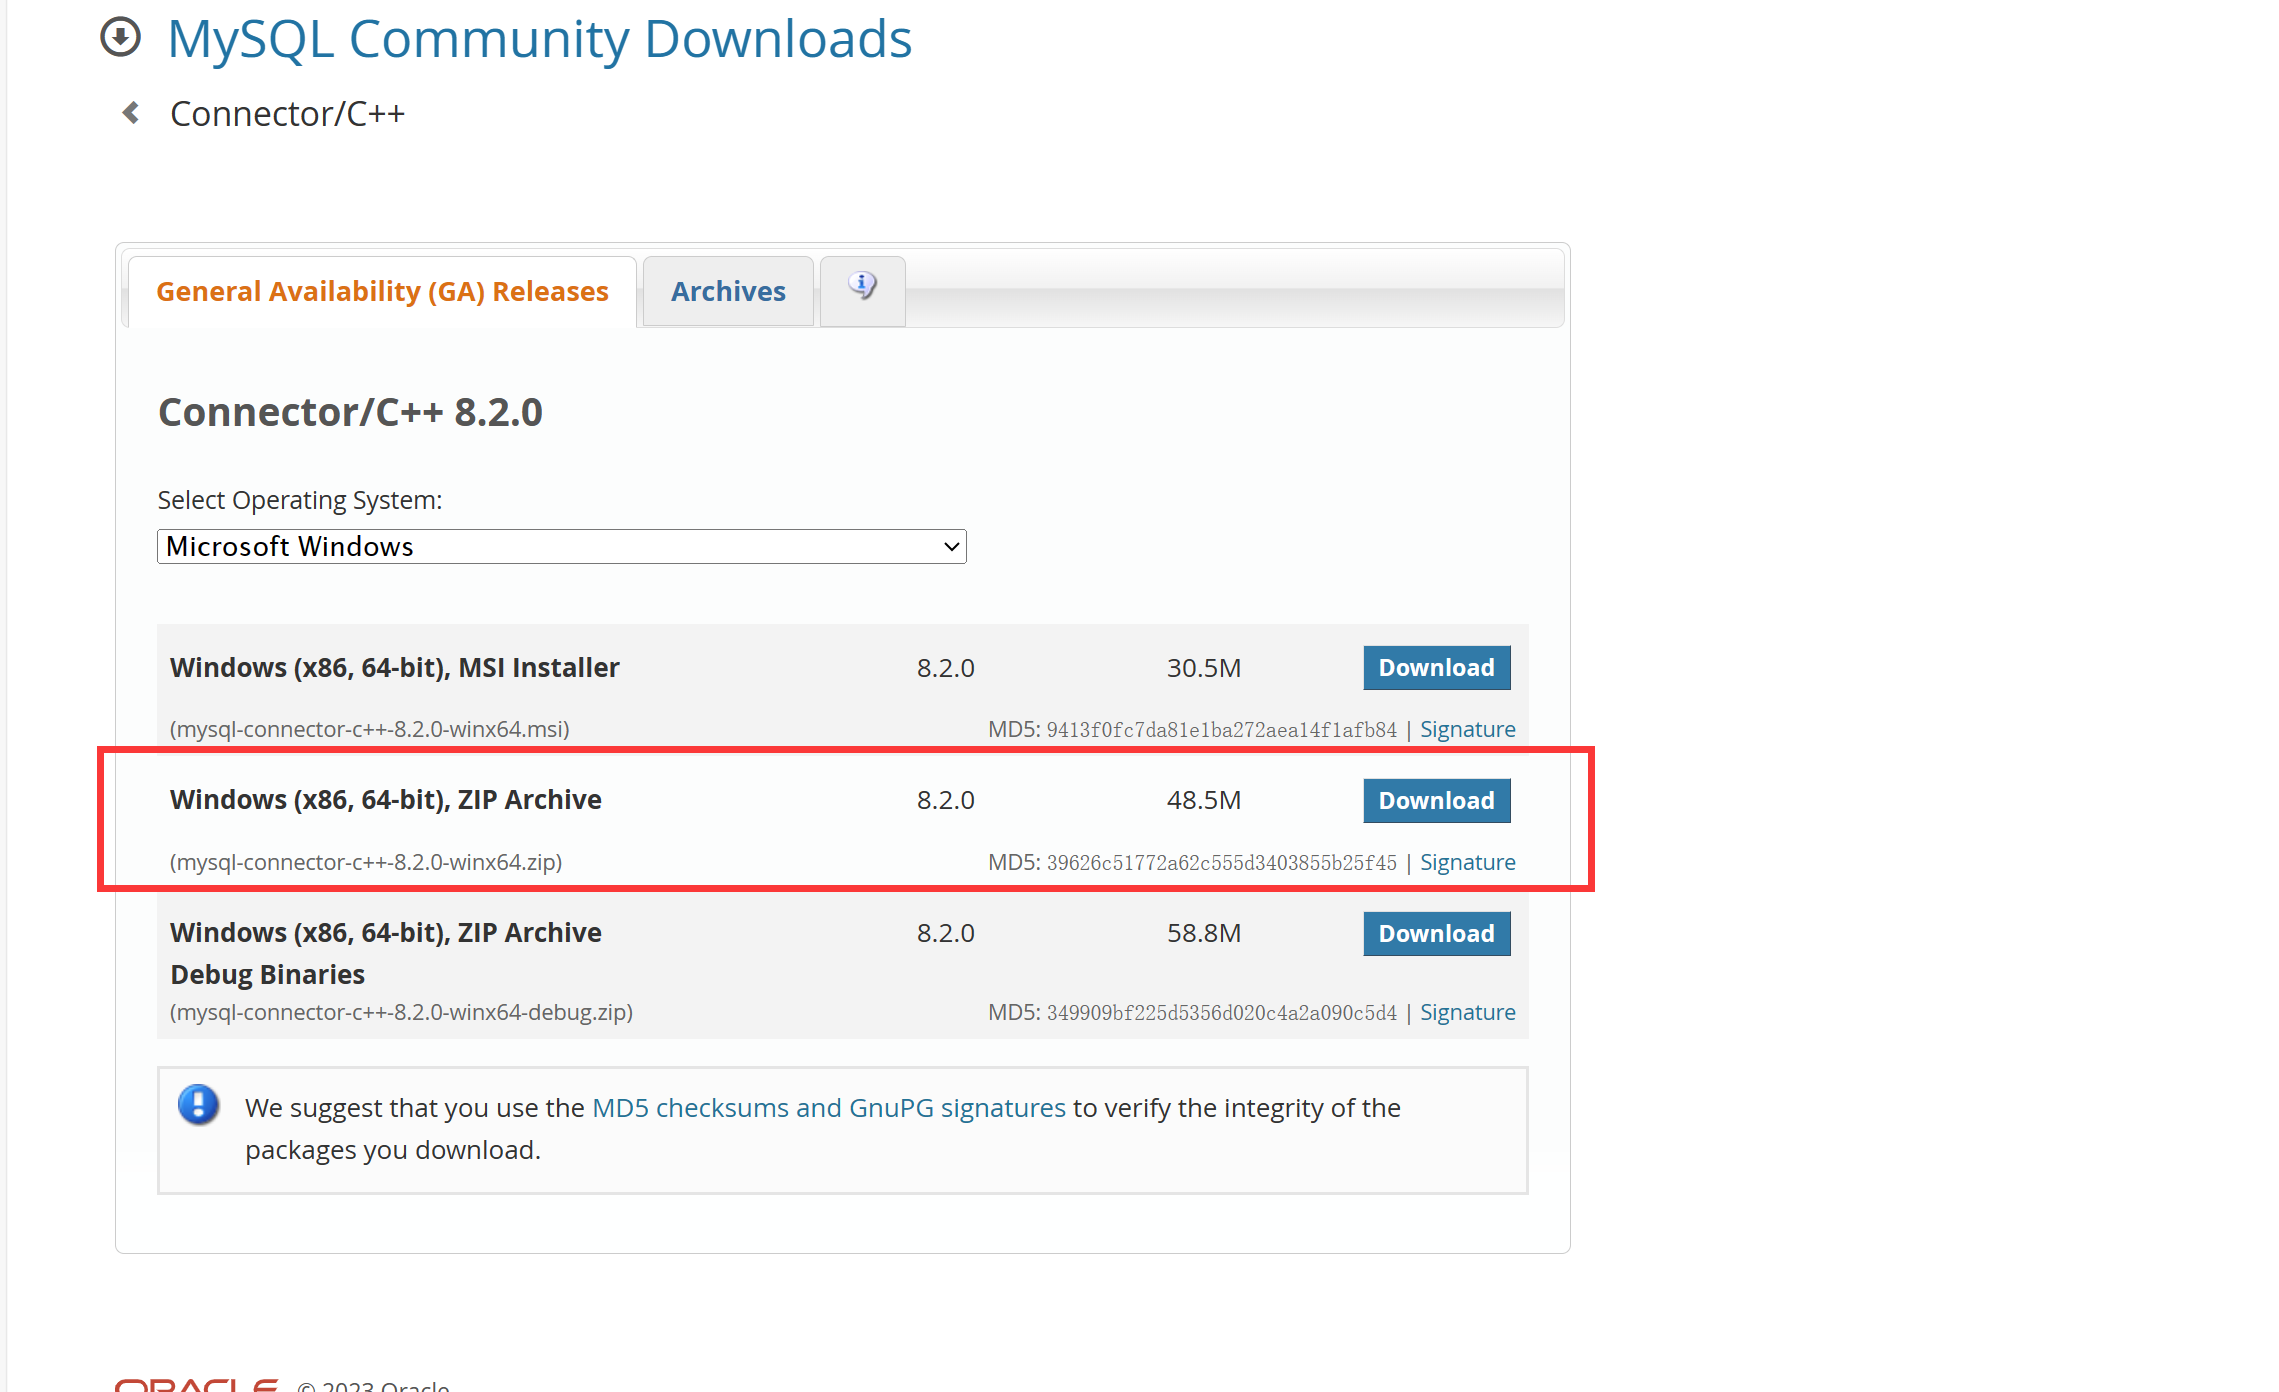 MySQL Community Downloads
Connector/C++
General Availability (GA) Releases
Archives
Connector/C++ 8.2.0
Select Operating System:
Microsoft Windows
Windows (x86, 64-bit), MSI Installer 8.2.0 30.5M Download
(mysql-connector-c++-8.2.0-winx64.msi) MD5: 9413f0fc7da81e1ba272aea14f1afb84 | Signature
Windows (x86, 64-bit), ZIP Archive 8.2.0 48.5M Download
(mysql-connector-c++-8.2.0-winx64.zip) MD5: 39626c51772a62c555d3403855b25f45 | Signature
Windows (x86, 64-bit), ZIP Archive 8.2.0 58.8M Download
Debug Binaries
(mysql-connector-c++-8.2.0-winx64-debug.zip) MD5: 349909bf225d5356d020c4a2a090c5d4 | Signature
We suggest that you use the MD5 checksums and GnuPG signatures to verify the integrity of the
packages you download.
ORACLE © 2023 Oracle